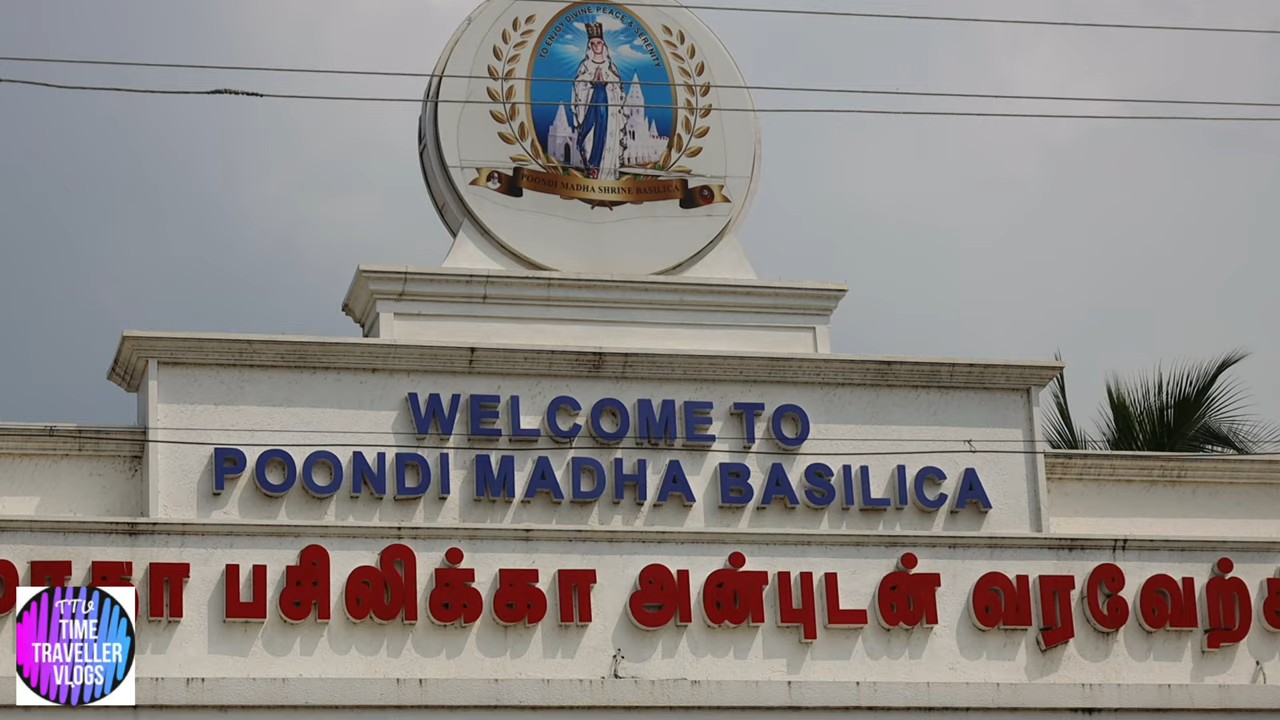 TO ENJOY DIVINE PEACE & SERENITY
POONDI MADHA SHRINE BASILICA
WELCOME TO
POONDI MADHA BASILICA
பசிலிக்கா அன்புடன்
TTV
TIME
TRAVELLER
VLOGS